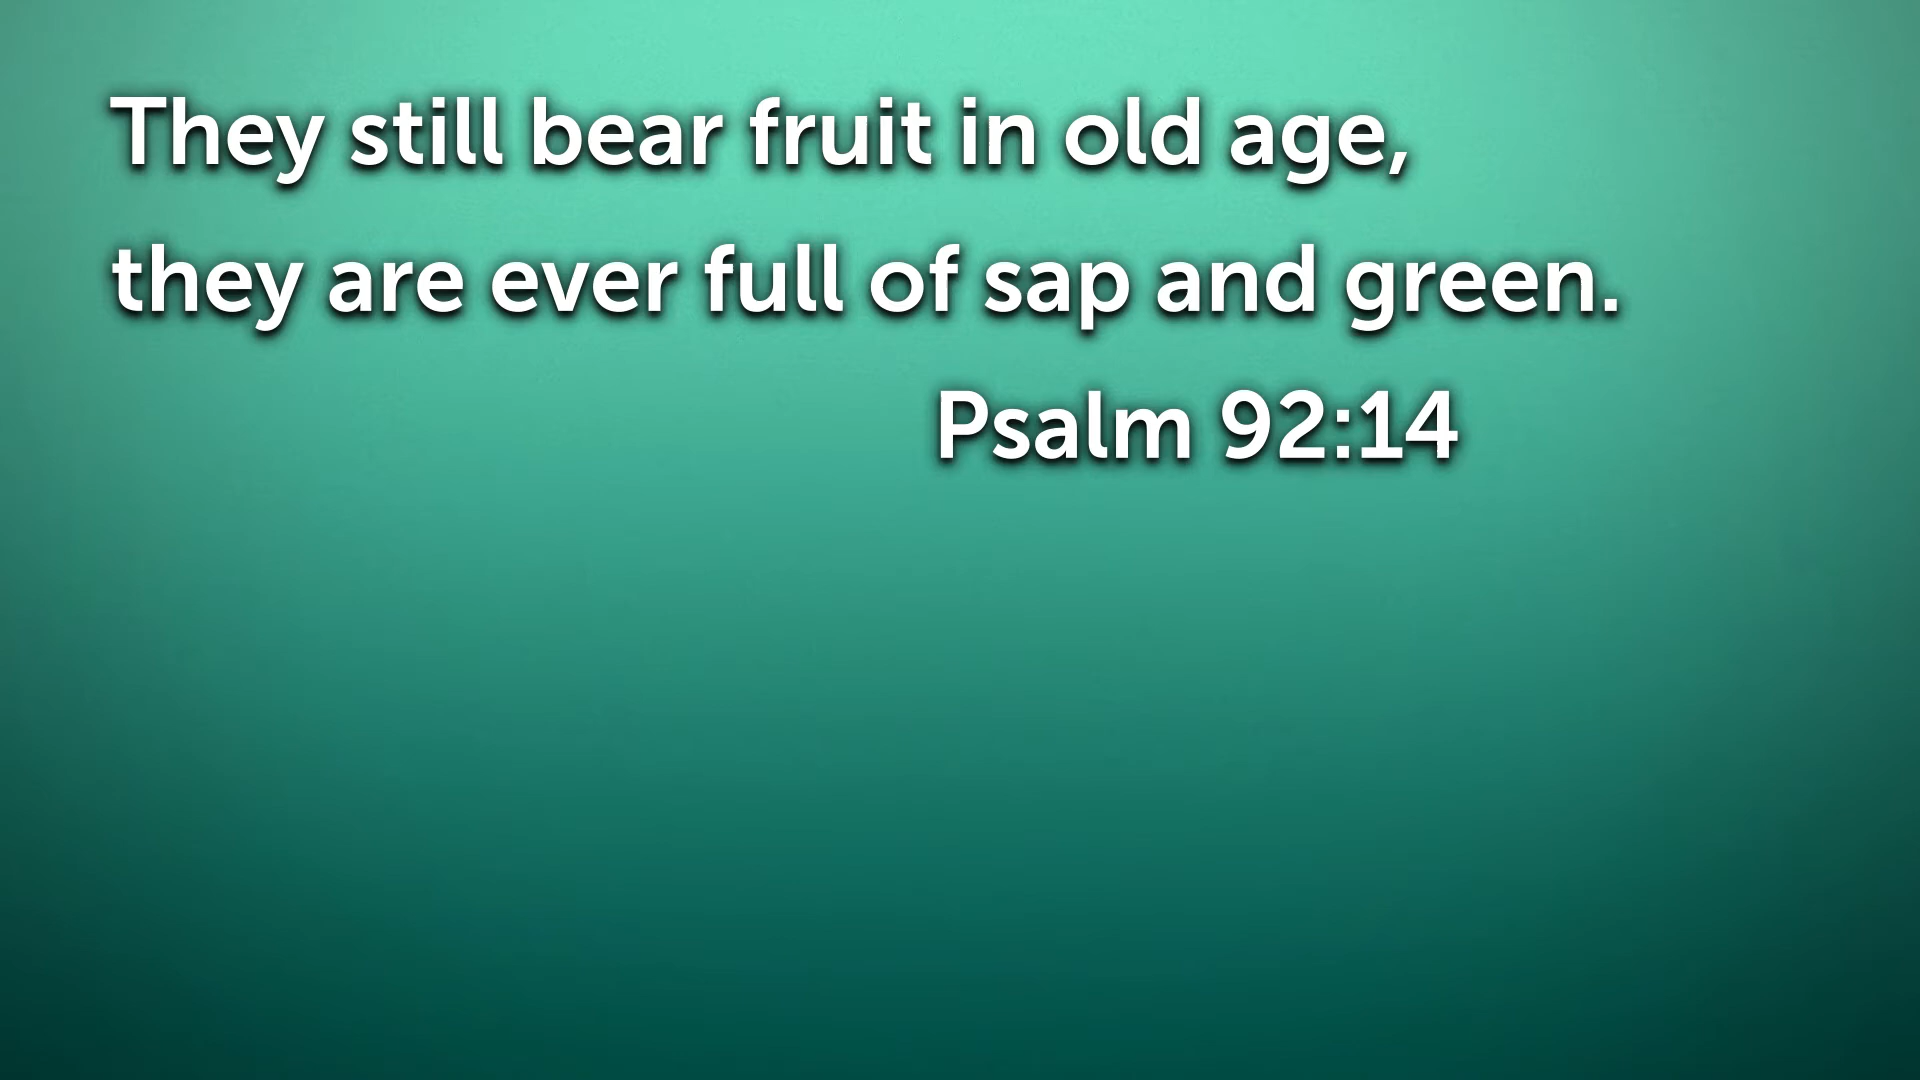 They still bear fruit in old age,
they are ever full of sap and green.
Psalm 92:14